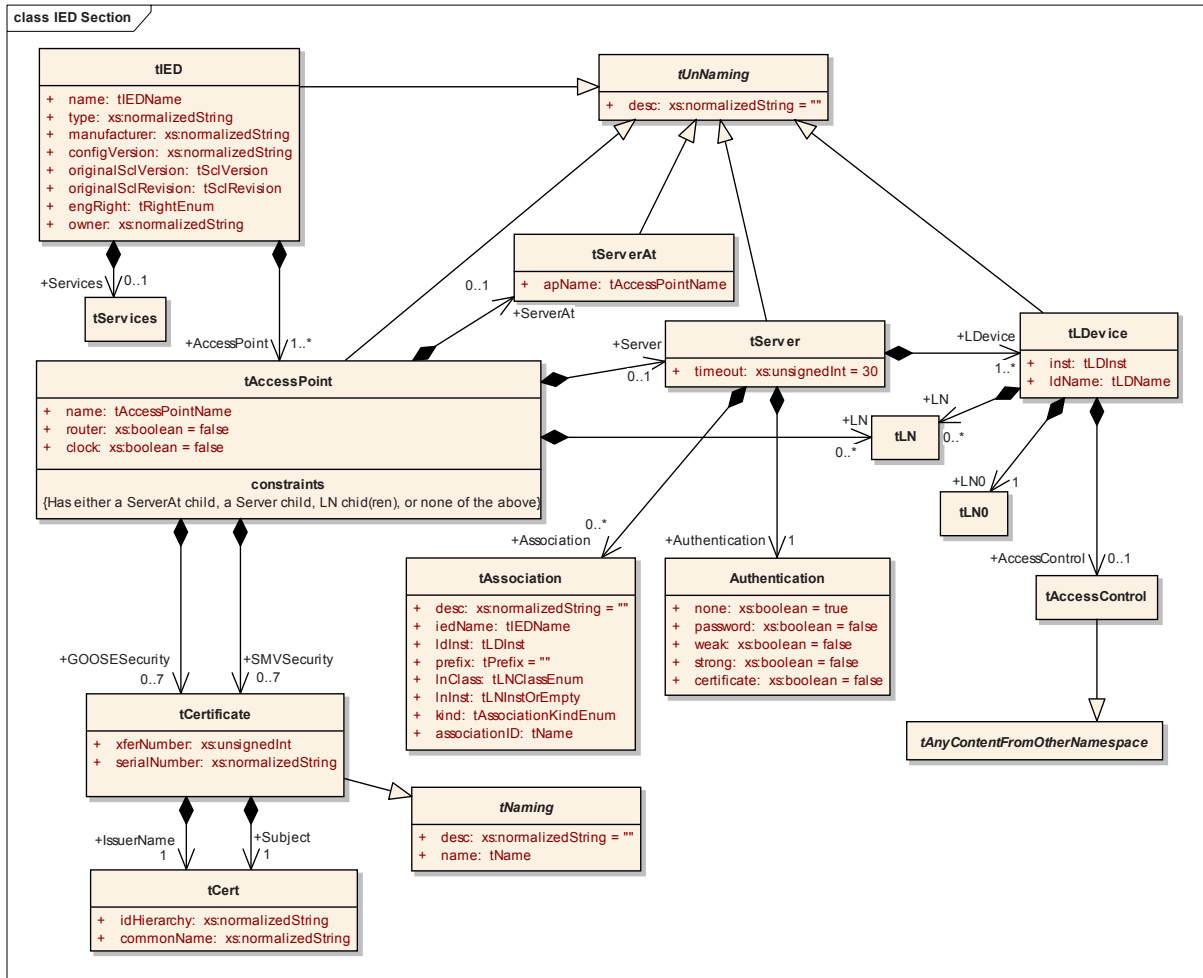 class IED Section
tIED
+ name: tIEDName
+ type: xs:normalizedString
+ manufacturer: xs:normalizedString
+ configVersion: xs:normalizedString
+ originalSclVersion: tSclVersion
+ originalSclRevision: tSclRevision
+ engRight: tRightEnum
+ owner: xs:normalizedString
tUnNaming
+ desc: xs:normalizedString = ""
+Services
0..1
tServices
+AccessPoint
1..*
tServerAt
+ apName: tAccessPointName
0..1
+ServerAt
tAccessPoint
+ name: tAccessPointName
+ router: xs:boolean = false
+ clock: xs:boolean = false
constraints
{Has either a ServerAt child, a Server child, LN chid(ren), or none of the above}
+Server
0..1
tServer
+ timeout: xs:unsignedInt = 30
+LDevice
1..*
tLDevice
+ inst: tLDInst
+ ldName: tLDName
+LN
0..*
+LN
0..*
tLN
+LN0
1
tLN0
+AccessControl
0..1
tAccessControl
tAnyContentFromOtherNamespace
+Association
0..*
tAssociation
+ desc: xs:normalizedString = ""
+ iedName: tIEDName
+ ldInst: tLDInst
+ prefix: tPrefix = ""
+ lnClass: tLNClassEnum
+ lnInst: tLNInstOrEmpty
+ kind: tAssociationKindEnum
+ associationID: tName
+Authentication
1
Authentication
+ none: xs:boolean = true
+ password: xs:boolean = false
+ weak: xs:boolean = false
+ strong: xs:boolean = false
+ certificate: xs:boolean = false
+GOOSESecurity
0..7
+SMVSecurity
0..7
tCertificate
+ xferNumber: xs:unsignedInt
+ serialNumber: xs:normalizedString
tNaming
+ desc: xs:normalizedString = ""
+ name: tName
+IssuerName
1
+Subject
1
tCert
+ idHierarchy: xs:normalizedString
+ commonName: xs:normalizedString